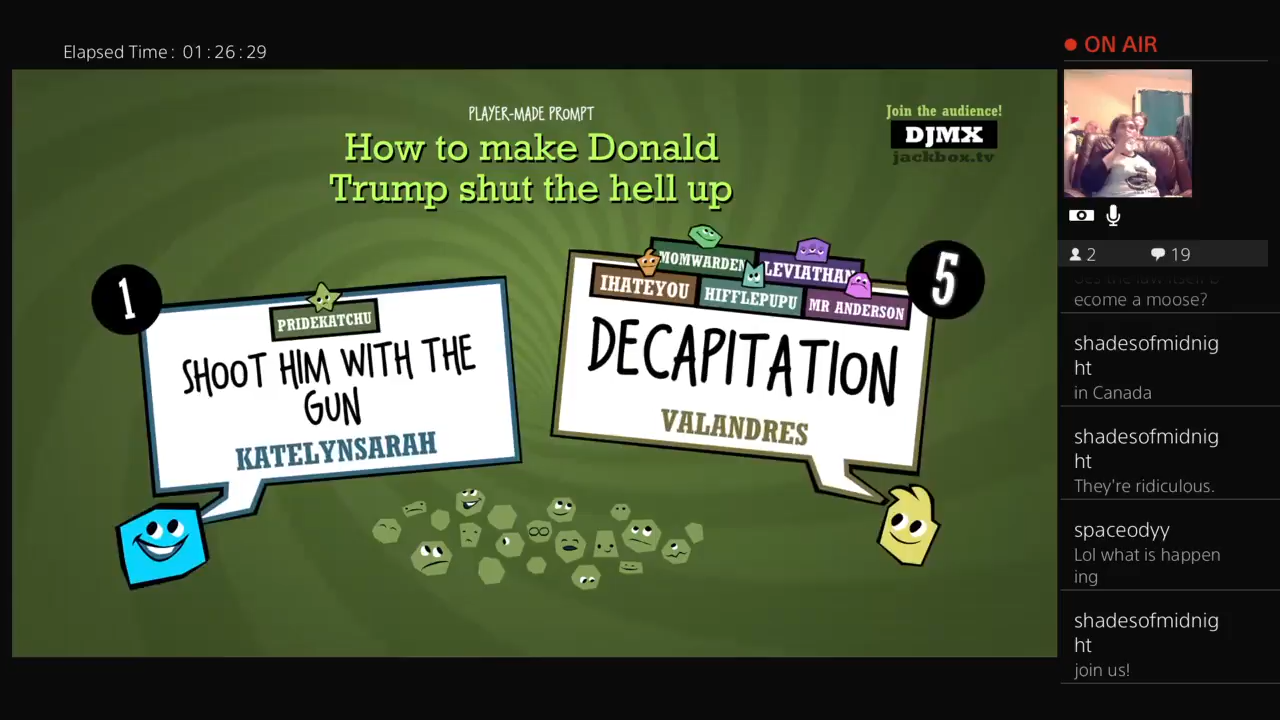 Elapsed Time: 01:26:29
ON AIR
PLAYER-MADE PROMPT
How to make Donald
Trump shut the hell up
Join the audience!
DJMX
jackbox.tv
1
PRIDEKATCHU
SHOOT HIM WITH THE
GUN
KATELYNSARAH
MOMWARDEN
LEVIATHAN
IHATEYOU
HIFFLEPUPU
MR ANDERSON
5
DECAPITATION
VALANDRES
2
19
ecome a moose?
shadesofmidnig
ht
in Canada
shadesofmidnig
ht
They're ridiculous.
spaceodyy
Lol what is happen
ing
shadesofmidnig
ht
join us!